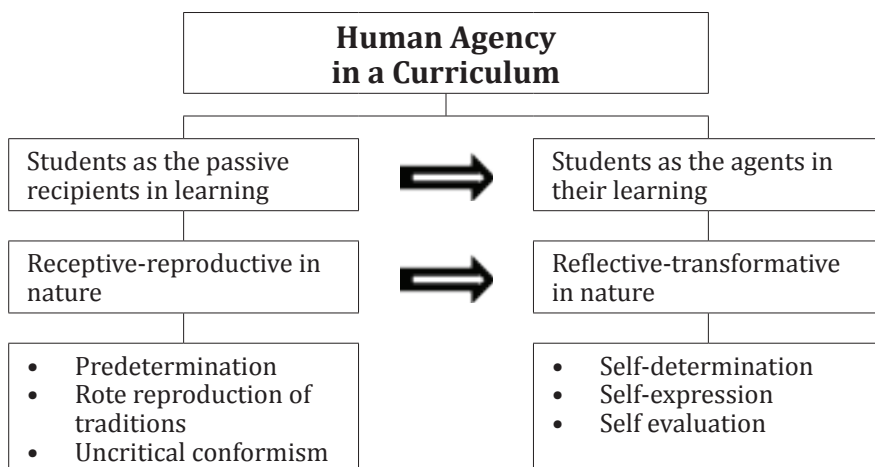 Human Agency
in a Curriculum
Students as the passive
recipients in learning
Students as the agents in
their learning
Receptive-reproductive in
nature
Reflective-transformative
in nature
• Predetermination
• Rote reproduction of
traditions
• Uncritical conformism
• Self-determination
• Self-expression
• Self evaluation